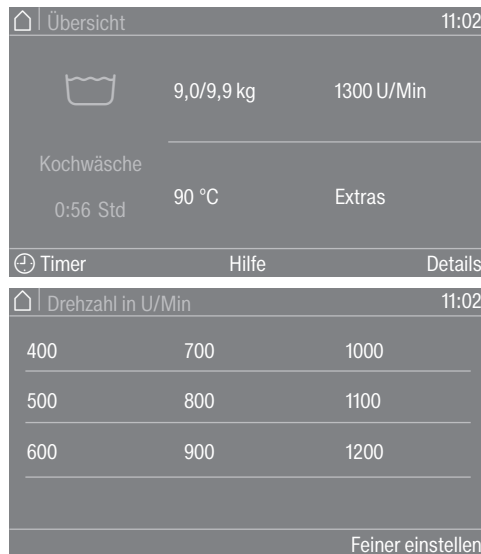 Übersicht 11:02
9,0/9,9 kg 1300 U/Min
Kochwäsche
0:56 Std
90 °C Extras
Timer Hilfe Details
Drehzahl in U/Min 11:02
400 700 1000
500 800 1100
600 900 1200
Feiner einstellen